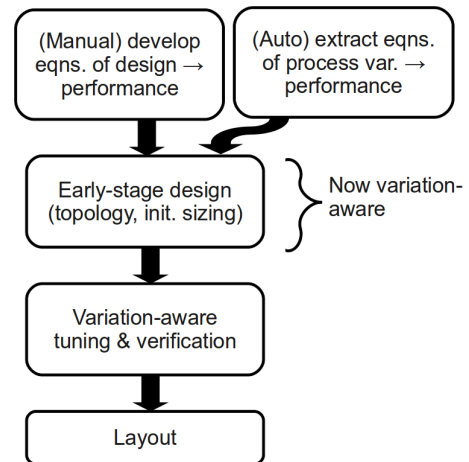 (Manual) develop
eqns. of design →
performance
(Auto) extract eqns.
of process var. →
performance
Early-stage design
(topology, init. sizing)
Now variation-
aware
Variation-aware
tuning & verification
Layout